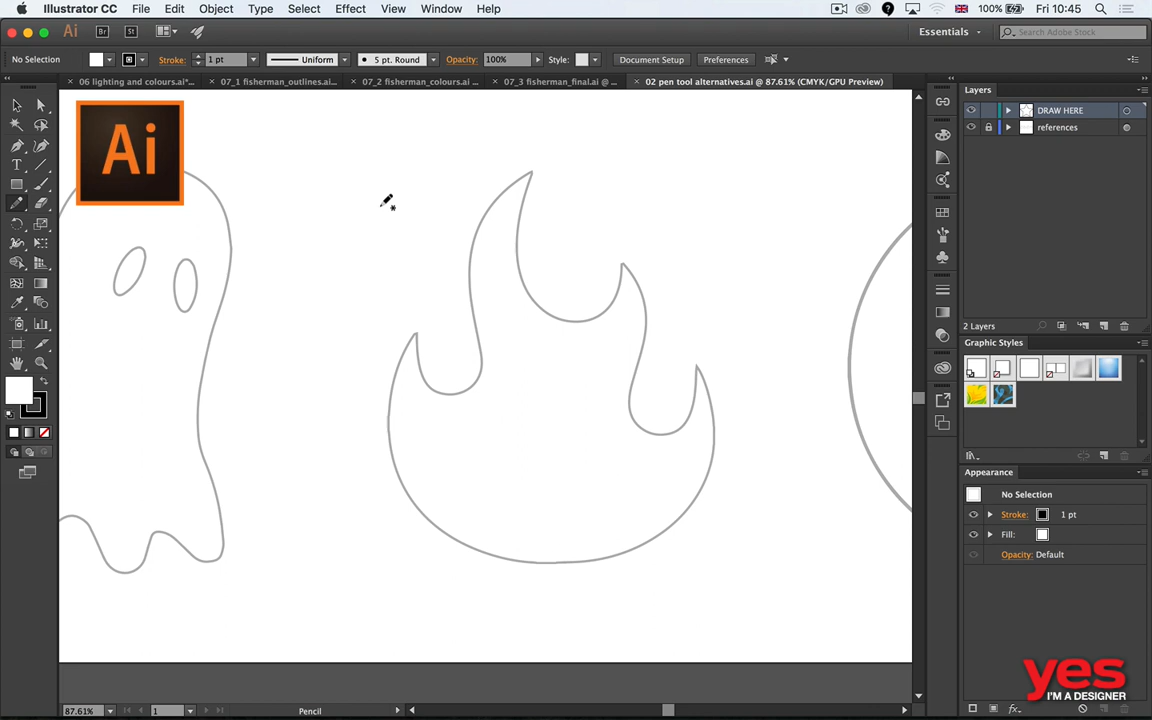 Illustrator CC File Edit Object Type Select Effect View Window Help 100% Fri 10:45
Ai Br St Essentials Search Adobe Stock
No Selection Stroke: 1 pt Uniform 5 pt. Round Opacity: 100% Style: Document Setup Preferences
× 06 lighting and colours.ai*... × 07_1 fisherman_outlines.ai... × 07_2 fisherman_colours.ai ... × 07_3 fisherman_final.ai @ ... × 02 pen tool alternatives.ai @ 87.61% (CMYK/GPU Preview)
Layers
DRAW HERE
references
Ai
2 Layers
Graphic Styles
Appearance
No Selection
Stroke: 1 pt
Fill:
Opacity: Default
yes
I'M A DESIGNER
87.61% 1 Pencil
fx